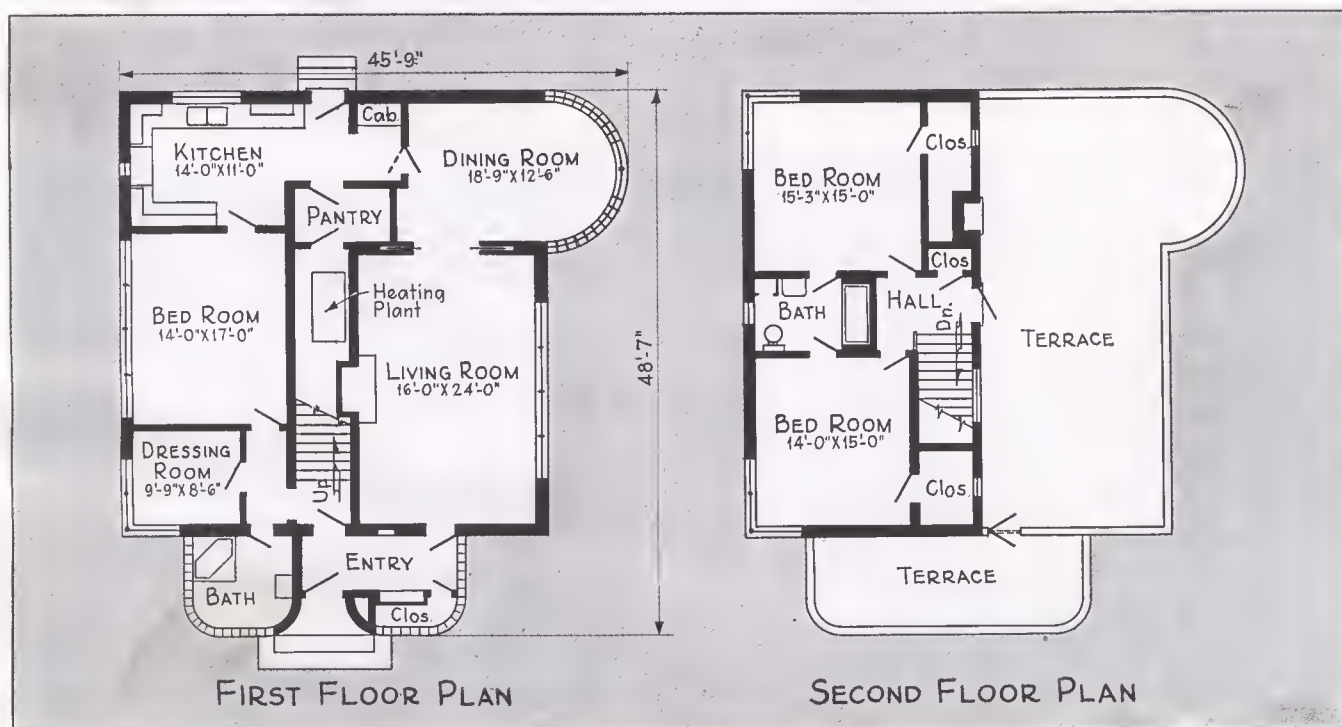 45'-9"
48'-7"
KITCHEN
14'-0"X11'-0"
Cab.
DINING ROOM
18'-9"X12'-6"
PANTRY
Heating
Plant
BED ROOM
14'-0"X17'-0"
LIVING ROOM
16'-0"X24'-0"
DRESSING
ROOM
9'-9"X8'-6"
Up
ENTRY
BATH
Clos.
FIRST FLOOR PLAN
BED ROOM
15'-3"X15'-0"
Clos.
Clos.
BATH
HALL
Dn.
TERRACE
BED ROOM
14'-0"X15'-0"
Clos.
TERRACE
SECOND FLOOR PLAN